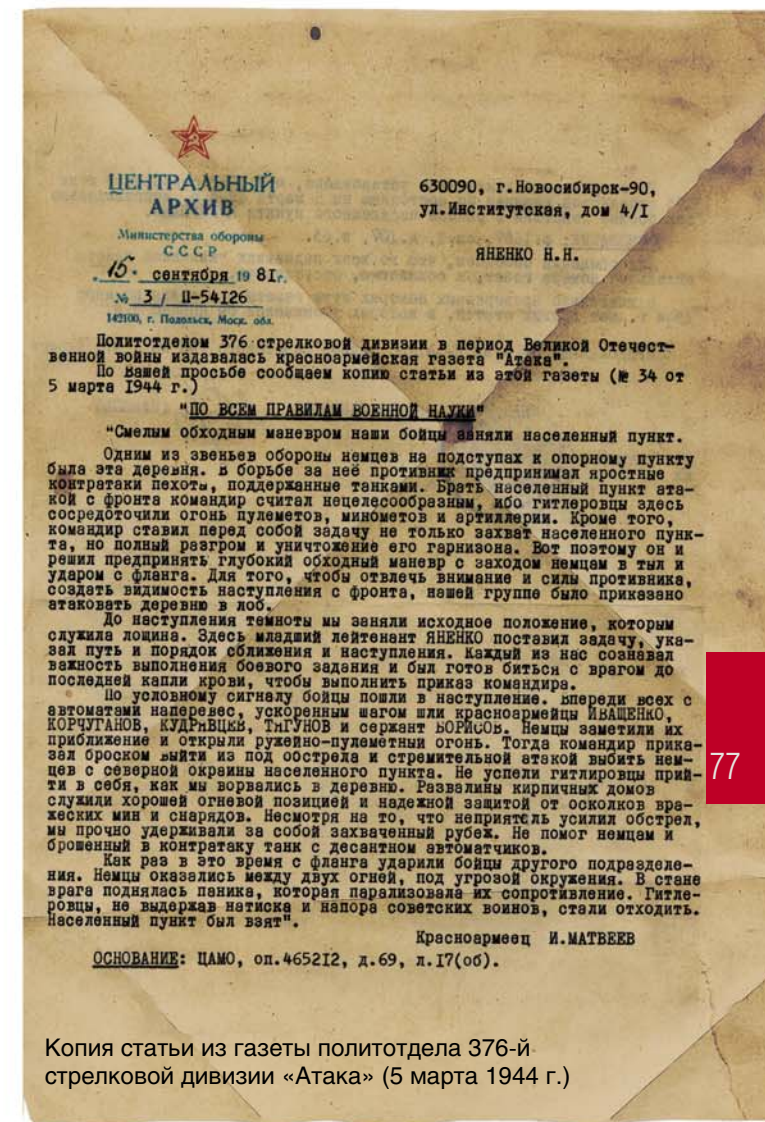 ЦЕНТРАЛЬНЫЙ
АРХИВ
Министерства обороны
СССР
„15" сентября 1981г.
№ 3/ П-54I26
142100, г. Подольск, Моск. обл.
630090, г.Новосибирск-90,
ул.Институтская, дом 4/I
ЯНЕНКО Н.Н.
Политотделом 376 стрелковой дивизии в период Великой Отечест-
венной войны издавалась красноармейская газета "Атака".
По Вашей просьбе сообщаем копию статьи из этой газеты (№ 34 от
5 марта I944 г.)
"ПО ВСЕМ ПРАВИЛАМ ВОЕННОЙ НАУКИ"
"Смелым обходным маневром наши бойцы заняли населенный пункт.
Одним из звеньев обороны немцев на подступах к опорному пункту
была эта деревня. В борьбе за неё противник предпринимал яростные
контратаки пехоты, поддержанные танками. Брать населенный пункт ата-
кой с фронта командир считал нецелесообразным, ибо гитлеровцы здесь
сосредоточили огонь пулеметов, минометов и артиллерии. Кроме того,
командир ставил перед собой задачу не только захват населенного пунк-
та, но полный разгром и уничтожение его гарнизона. Вот поэтому он и
решил предпринять глубокий обходный маневр с заходом немцам в тыл и
ударом с фланга. Для того, чтобы отвлечь внимание и силы противника,
создать видимость наступления с фронта, нашей группе было приказано
атаковать деревню в лоб.
До наступления темноты мы заняли исходное положение, которым
служила лощина. Здесь младший лейтенант ЯНЕНКО поставил задачу, ука-
зал путь и порядок сближения и наступления. Каждый из нас сознавал
важность выполнения боевого задания и был готов биться с врагом до
последней капли крови, чтобы выполнить приказ командира.
По условному сигналу бойцы пошли в наступление. Впереди всех с
автоматами наперевес, ускоренным шагом шли красноармейцы ИВАЩЕНКО,
КОРЧУГАНОВ, КУДРЯВЦЕВ, ТЯГУНОВ и сержант БОРИСОВ. Немцы заметили их
приближение и открыли ружейно-пулеметный огонь. Тогда командир прика-
зал броском выйти из под обстрела и стремительной атакой выбить нем-
цев с северной окраины населенного пункта. Не успели гитлировцы прий-
ти в себя, как мы ворвались в деревню. Развалины кирпичных домов
служили хорошей огневой позицией и надежной защитой от осколков вра-
жеских мин и снарядов. Несмотря на то, что неприятель усилил обстрел,
мы прочно удерживали за собой захваченный рубеж. Не помог немцам и
брошенный в контратаку танк с десантном автоматчиков.
Как раз в это время с фланга ударили бойцы другого подразделе-
ния. Немцы оказались между двух огней, под угрозой окружения. В стане
врага поднялась паника, которая парализовала их сопротивление. Гитле-
ровцы, не выдержав натиска и напора советских воинов, стали отходить.
Населенный пункт был взят".
Красноармеец И.МАТВЕЕВ
ОСНОВАНИЕ: ЦАМО, оп.465212, д.69, л.I7(об).
77
Копия статьи из газеты политотдела 376-й
стрелковой дивизии «Атака» (5 марта 1944 г.)